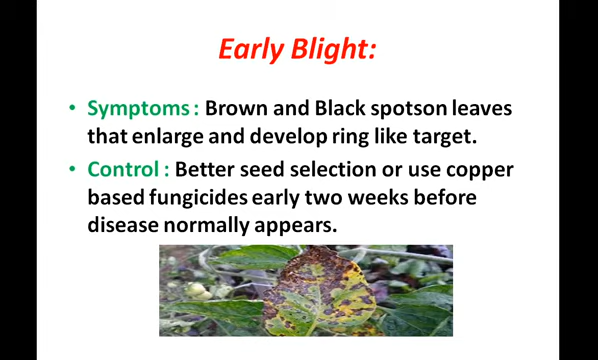 Early Blight:
• Symptoms : Brown and Black spotson leaves
that enlarge and develop ring like target.
• Control : Better seed selection or use copper
based fungicides early two weeks before
disease normally appears.